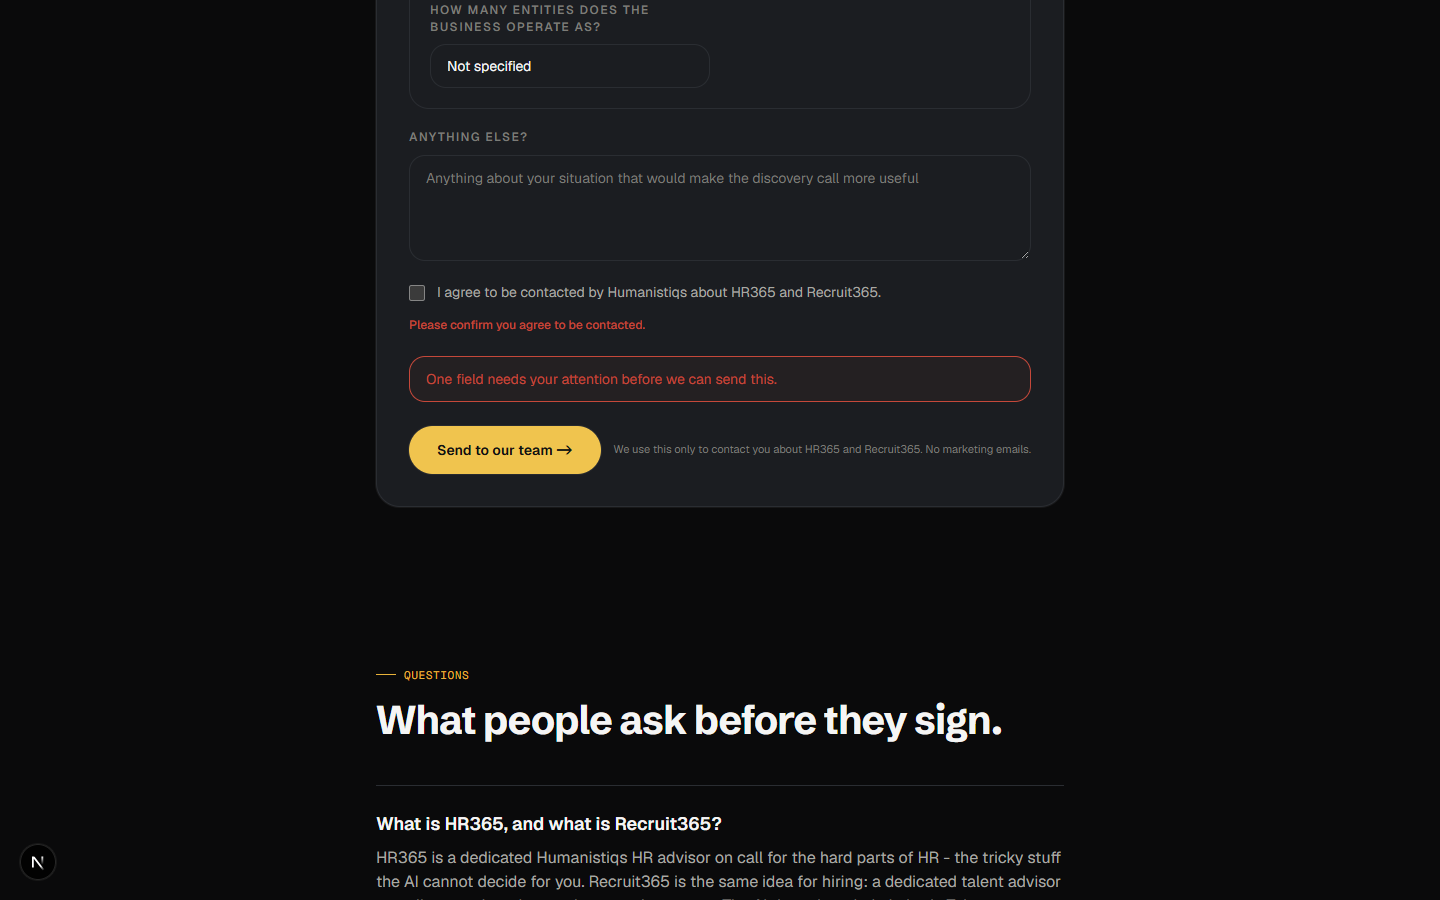 HOW MANY ENTITIES DOES THE
BUSINESS OPERATE AS?
Not specified
ANYTHING ELSE?
Anything about your situation that would make the discovery call more useful
I agree to be contacted by Humanistiqs about HR365 and Recruit365.
Please confirm you agree to be contacted.
One field needs your attention before we can send this.
Send to our team →
We use this only to contact you about HR365 and Recruit365. No marketing emails.
QUESTIONS
What people ask before they sign.
What is HR365, and what is Recruit365?
HR365 is a dedicated Humanistiqs HR advisor on call for the hard parts of HR - the tricky stuff
the AI cannot decide for you. Recruit365 is the same idea for hiring: a dedicated talent advisor
N